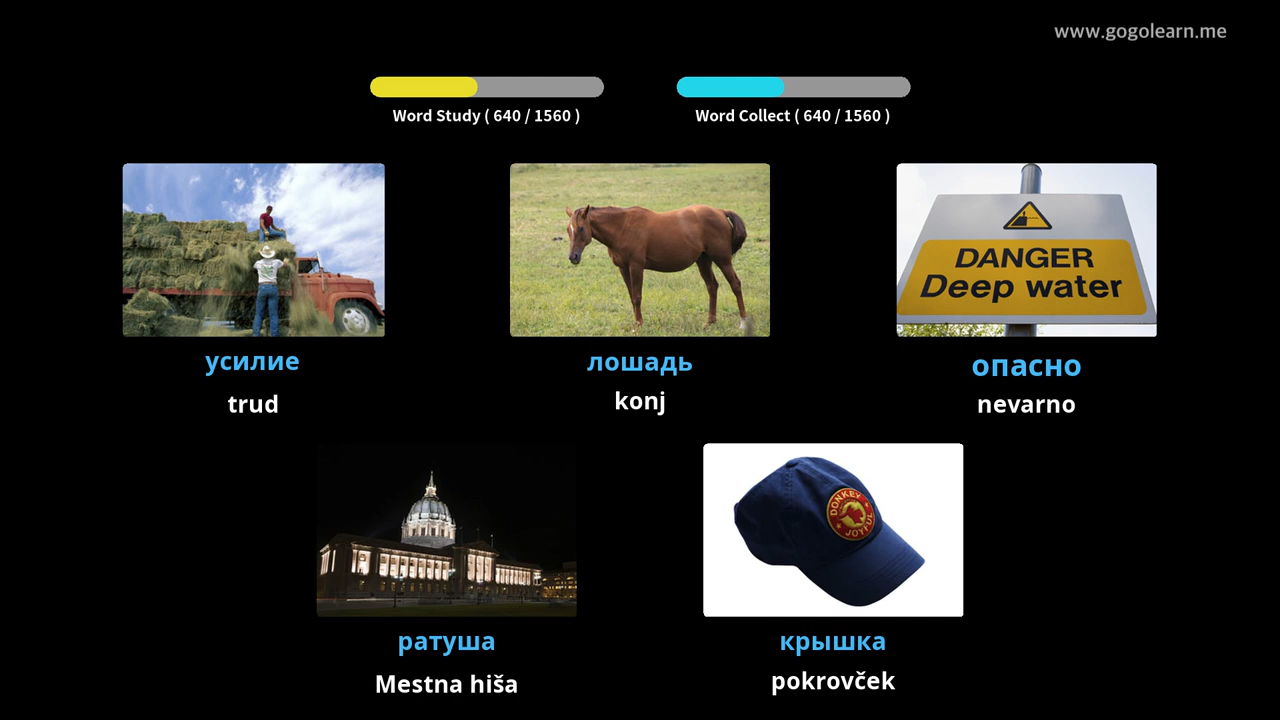 www.gogolearn.me
Word Study ( 640 / 1560 )
Word Collect ( 640 / 1560 )
DANGER
Deep water
усилие
лошадь
опасно
trud
konj
nevarno
DONKEY
JOYFUL
ратуша
крышка
Mestna hiša
pokrovček